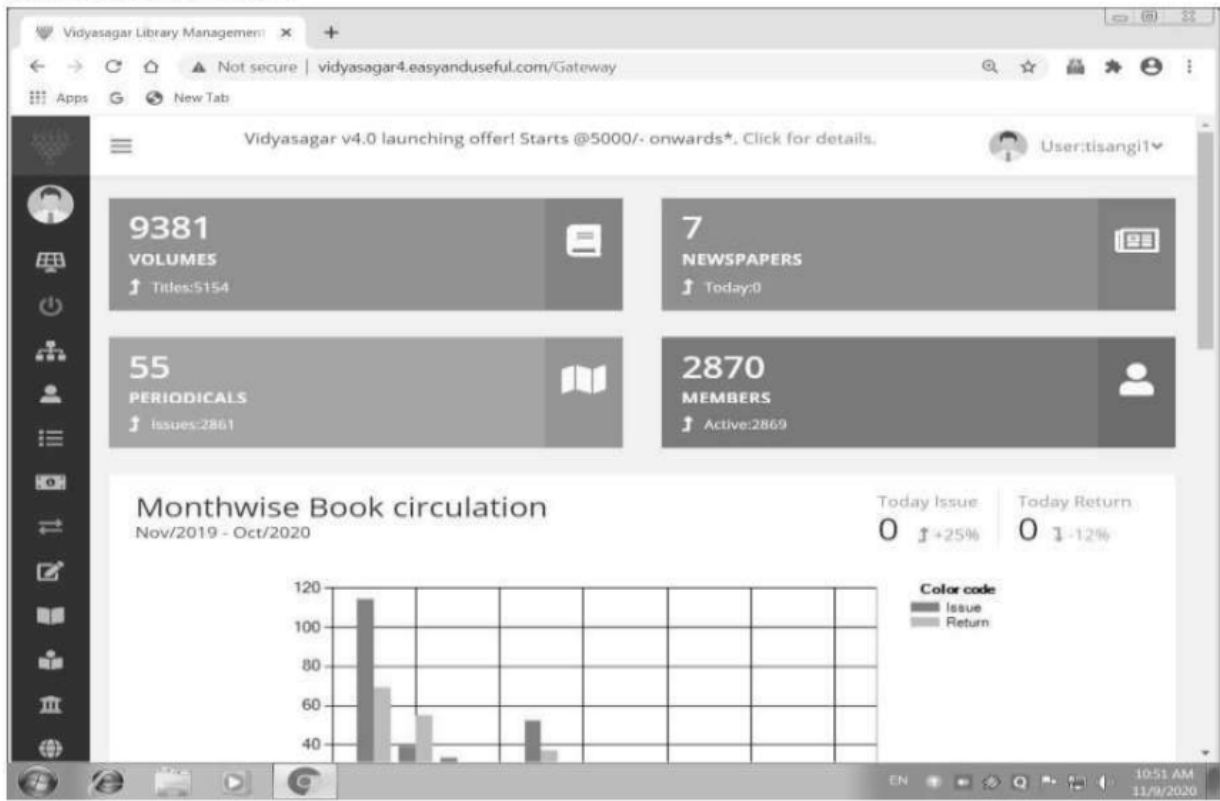 Vidyasagar Library Management
Not secure | vidyasagar4.easyanduseful.com/Gateway
Apps G New Tab
Vidyasagar v4.0 launching offer! Starts @5000/- onwards*. Click for details.
User:tisangi1
9381
VOLUMES
Titles:5154
7
NEWSPAPERS
Today:0
55
PERIODICALS
Issues:2861
2870
MEMBERS
Active:2869
Monthwise Book circulation
Nov/2019 - Oct/2020
Today Issue
0 +25%
Today Return
0 -12%
120
100
80
60
40
Color code
Issue
Return
EN
10:51 AM
11/9/2020